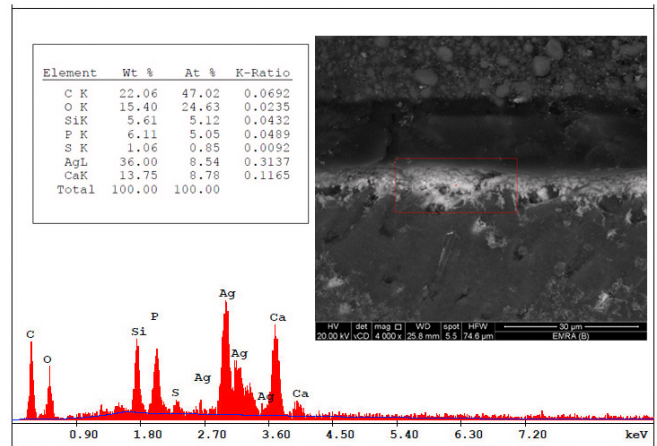 Element Wt % At % K-Ratio
C K 22.06 47.02 0.0692
O K 15.40 24.63 0.0235
SiK 5.61 5.12 0.0432
P K 6.11 5.05 0.0489
S K 1.06 0.85 0.0092
AgL 36.00 8.54 0.3137
CaK 13.75 8.78 0.1165
Total 100.00 100.00
HV det mag □ WD spot HFW 30 µm
20.00 kV vCD 4 000 x 25.8 mm 5.5 74.6 µm EMRA (B)
C
O
Si
P
S
Ag
Ag
Ag
Ag
Ca
Ca
0.90 1.80 2.70 3.60 4.50 5.40 6.30 7.20 keV